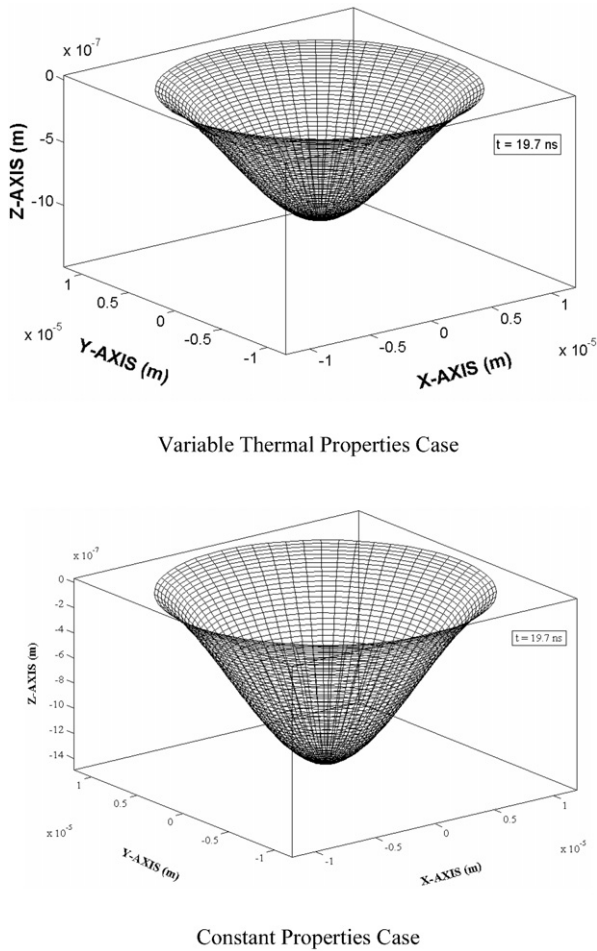 x 10⁻⁷
0
-5
-10
Z-AXIS (m)
t = 19.7 ns
1
0.5
0
-0.5
-1
x 10⁻⁵
Y-AXIS (m)
-1
-0.5
0
0.5
1
x 10⁻⁵
X-AXIS (m)
Variable Thermal Properties Case
x 10⁻⁷
0
-2
-4
-6
-8
-10
-12
-14
Z-AXIS (m)
t = 19.7 ns
1
0.5
0
-0.5
-1
x 10⁻⁵
Y-AXIS (m)
-1
-0.5
0
0.5
1
x 10⁻⁵
X-AXIS (m)
Constant Properties Case